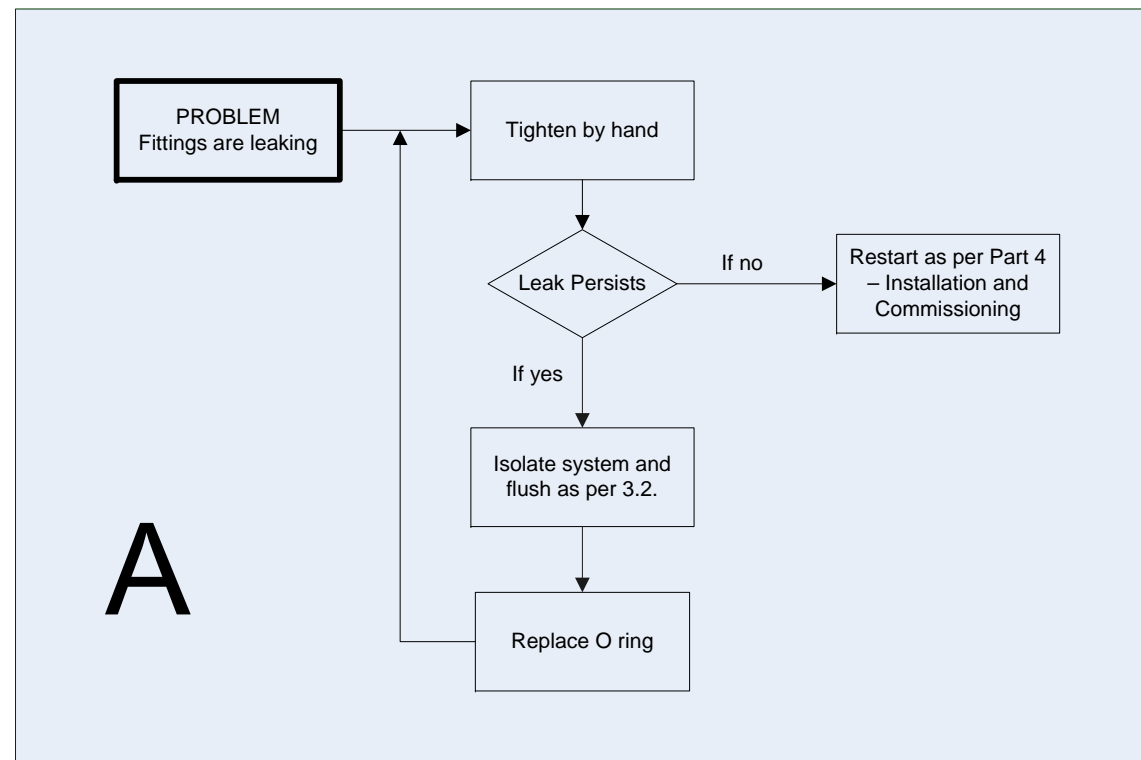 PROBLEM
Fittings are leaking
Tighten by hand
Leak Persists
If no
Restart as per Part 4
– Installation and
Commissioning
If yes
Isolate system and
flush as per 3.2.
A
Replace O ring